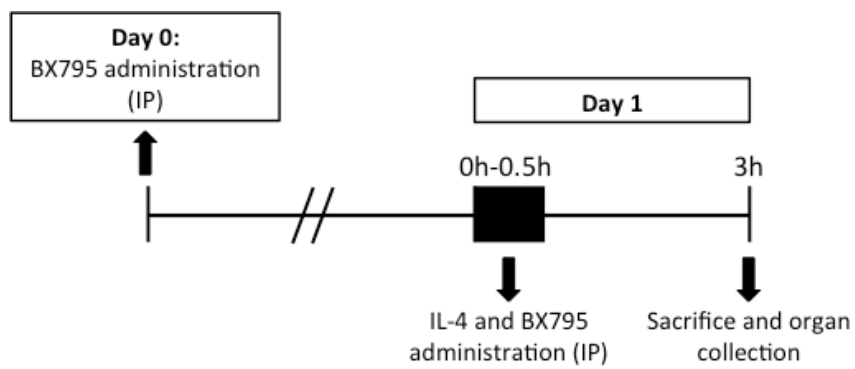 Day 0:
BX795 administration
(IP)
Day 1
0h-0.5h
3h
IL-4 and BX795
administration (IP)
Sacrifice and organ
collection